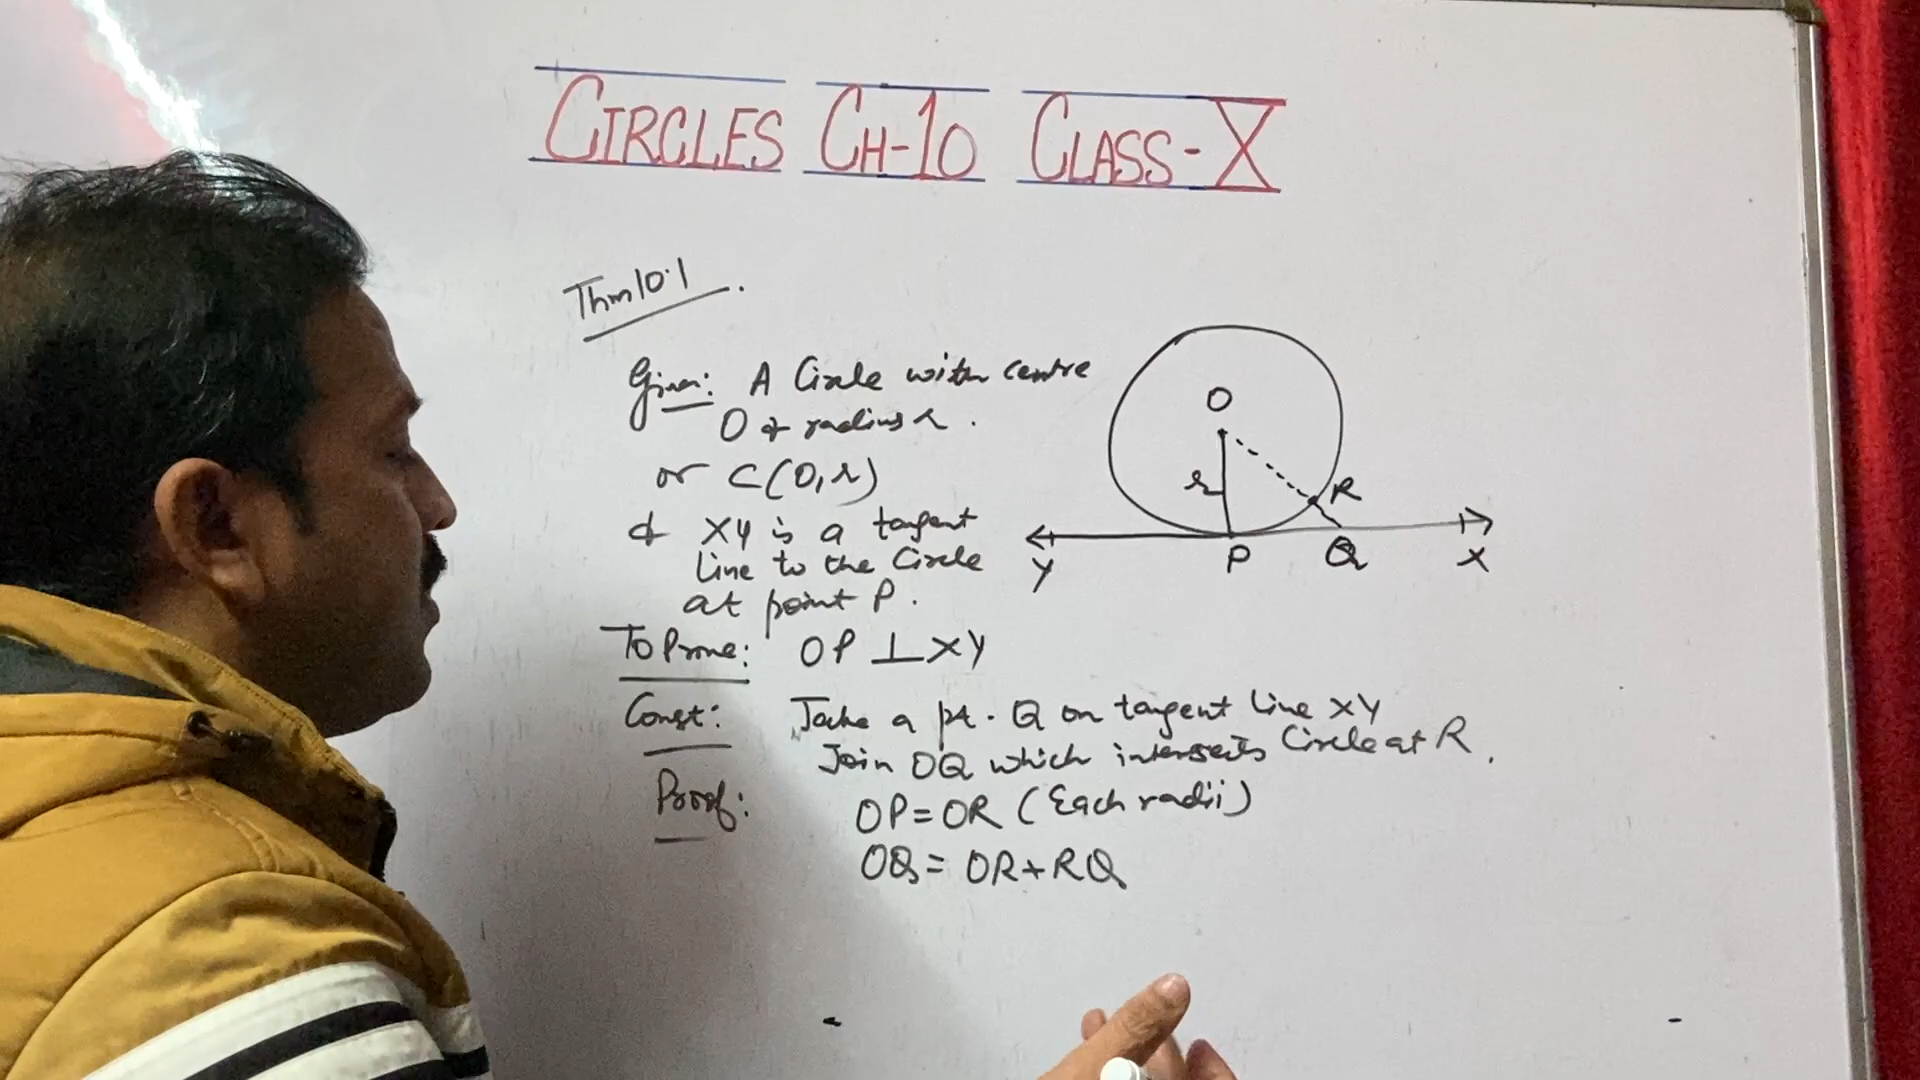 CIRCLES CH-10 CLASS-X
Thm 10.1
Given: A Circle with centre
O & radius r.
or C(O,r)
& XY is a tangent
line to the Circle
at point P.
To Prove: OP ⊥ XY
Const: Take a pt. Q on tangent line XY
Join OQ which intersects Circle at R.
Proof: OP = OR (Each radii)
OQ = OR + RQ
O
r
R
Y
P
Q
X